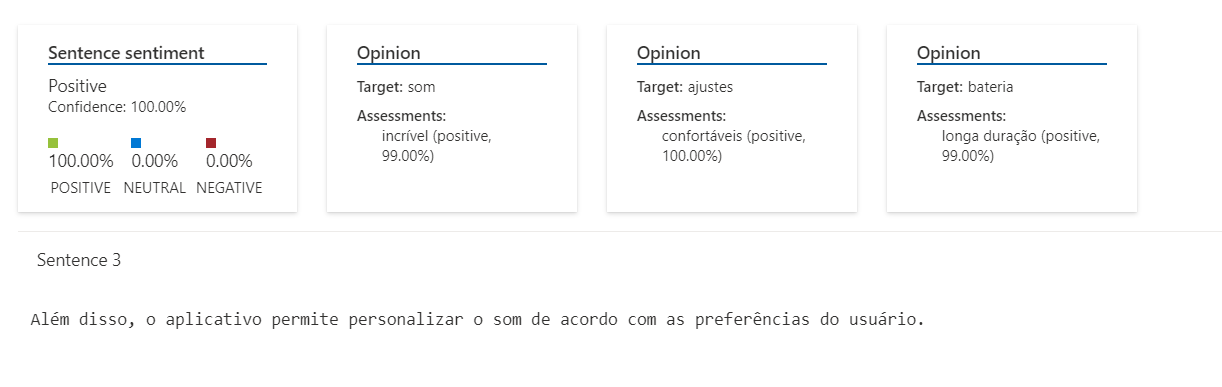 Sentence sentiment
Positive
Confidence: 100.00%
100.00% 0.00% 0.00%
POSITIVE NEUTRAL NEGATIVE
Opinion
Target: som
Assessments:
incrível (positive,
99.00%)
Opinion
Target: ajustes
Assessments:
confortáveis (positive,
100.00%)
Opinion
Target: bateria
Assessments:
longa duração (positive,
99.00%)
Sentence 3
Além disso, o aplicativo permite personalizar o som de acordo com as preferências do usuário.